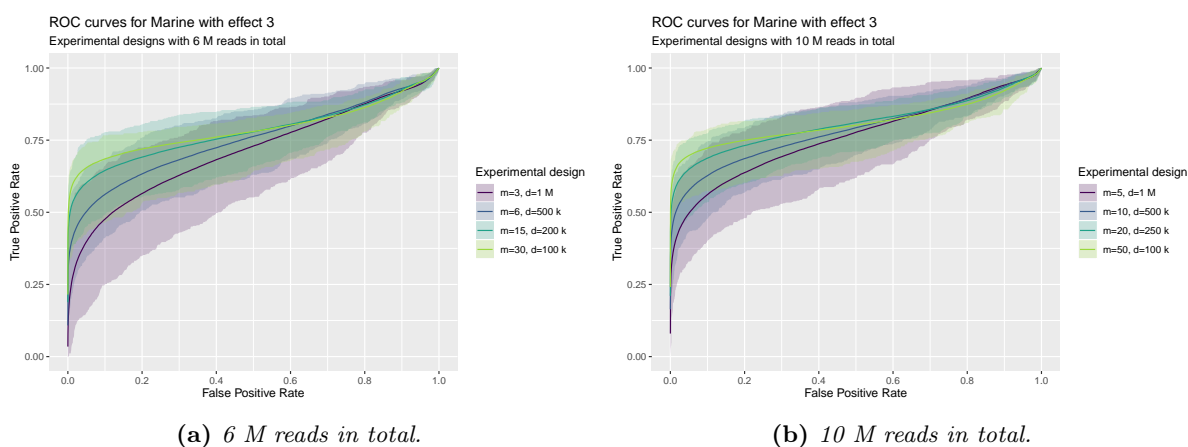 ROC curves for Marine with effect 3
Experimental designs with 6 M reads in total
1.00
0.75
0.50
0.25
0.00
True Positive Rate
0.0 0.2 0.4 0.6 0.8 1.0
False Positive Rate
Experimental design
m=3, d=1 M
m=6, d=500 k
m=15, d=200 k
m=30, d=100 k
(a) 6 M reads in total.
ROC curves for Marine with effect 3
Experimental designs with 10 M reads in total
1.00
0.75
0.50
0.25
0.00
True Positive Rate
0.0 0.2 0.4 0.6 0.8 1.0
False Positive Rate
Experimental design
m=5, d=1 M
m=10, d=500 k
m=20, d=250 k
m=50, d=100 k
(b) 10 M reads in total.